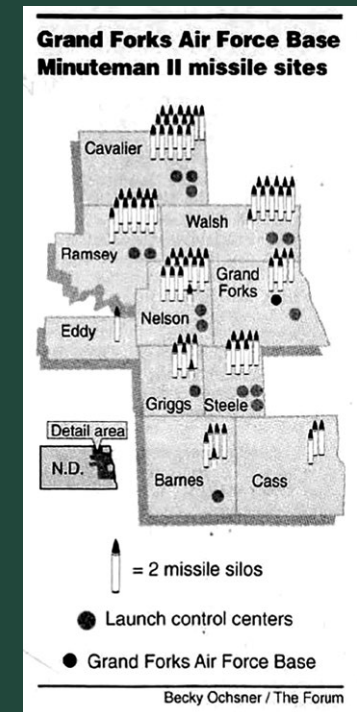 Grand Forks Air Force Base
Minuteman II missile sites
Cavalier
Walsh
Ramsey
Grand
Forks
Nelson
Eddy
Griggs
Steele
Detail area
N.D.
Barnes
Cass
= 2 missile silos
Launch control centers
Grand Forks Air Force Base
Becky Ochsner / The Forum